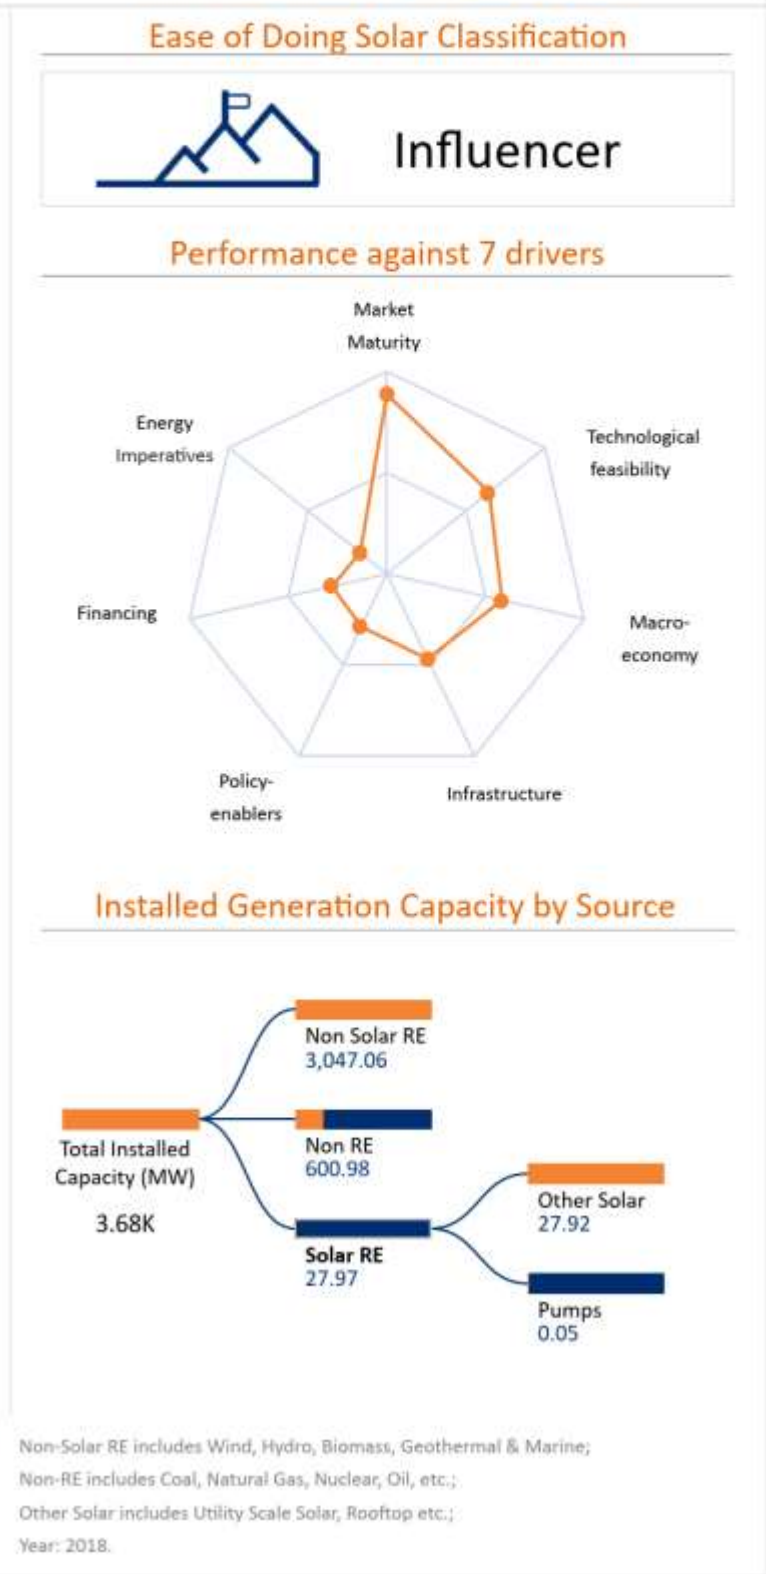 Ease of Doing Solar Classification
Influencer
Performance against 7 drivers
Market
Maturity
Energy
Imperatives
Technological
feasibility
Financing
Macro-
economy
Policy-
enablers
Infrastructure
Installed Generation Capacity by Source
Non Solar RE
3,047.06
Total Installed
Capacity (MW)
3.68K
Non RE
600.98
Solar RE
27.97
Other Solar
27.92
Pumps
0.05
Non-Solar RE includes Wind, Hydro, Biomass, Geothermal & Marine;
Non-RE includes Coal, Natural Gas, Nuclear, Oil, etc.;
Other Solar includes Utility Scale Solar, Rooftop etc.;
Year: 2018.